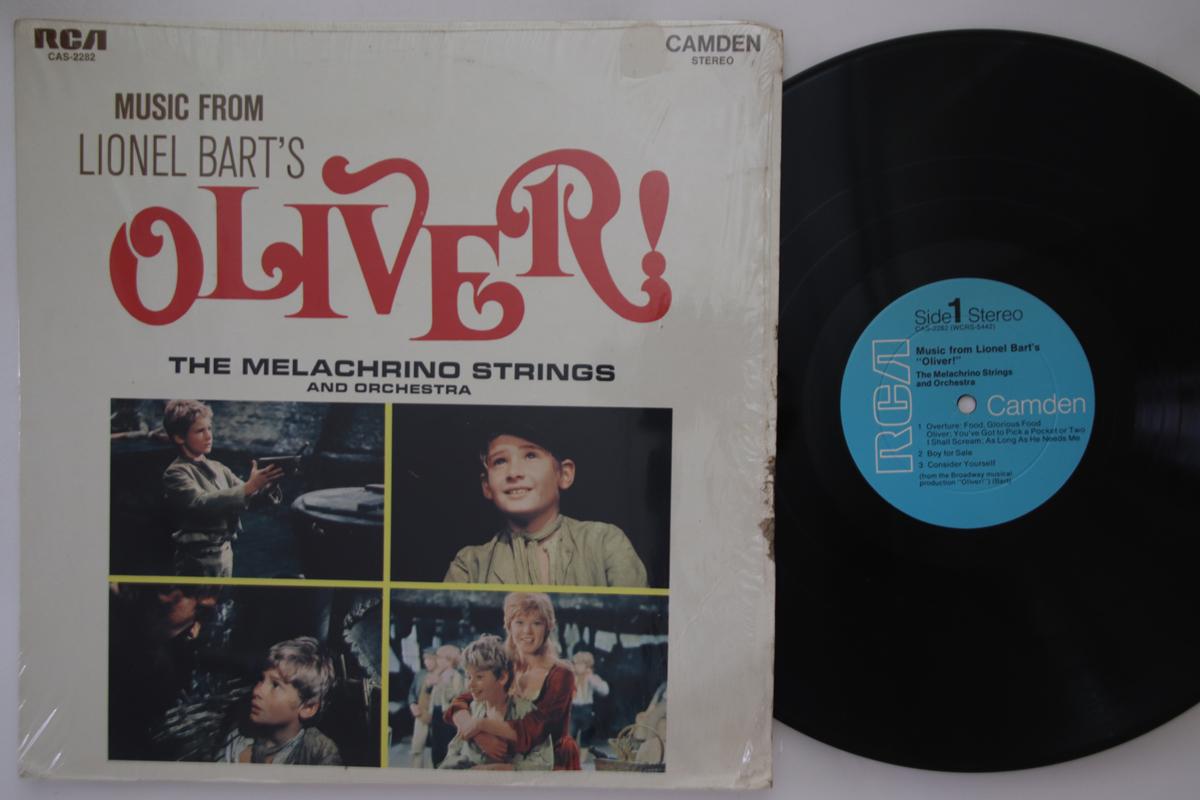 RCA
CAS-2282
CAMDEN
STEREO
MUSIC FROM
LIONEL BART'S
OLIVER!
THE MELACHRINO STRINGS
AND ORCHESTRA
Side 1 Stereo
CAS-2282 (WCRS-5442)
RCA
Music from Lionel Bart's
"Oliver!"
The Melachrino Strings
and Orchestra
Camden
1 Overture: Food, Glorious Food
Oliver; You've Got to Pick a Pocket or Two
I Shall Scream; As Long As He Needs Me
2 Boy for Sale
3 Consider Yourself
(from the Broadway musical
production "Oliver!") (Bart)